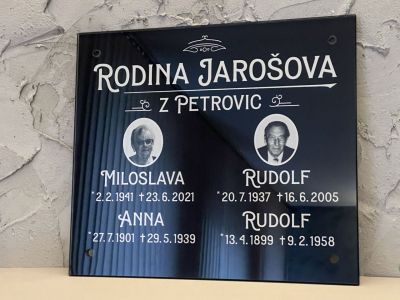 RODINA JAROŠOVA
Z PETROVIC
MILOSLAVA RUDOLF
*2.2.1941 †23.6.2021 *20.7.1937 †16.6.2005
ANNA RUDOLF
*27.7.1901 †29.5.1939 *13.4.1899 †9.2.1958